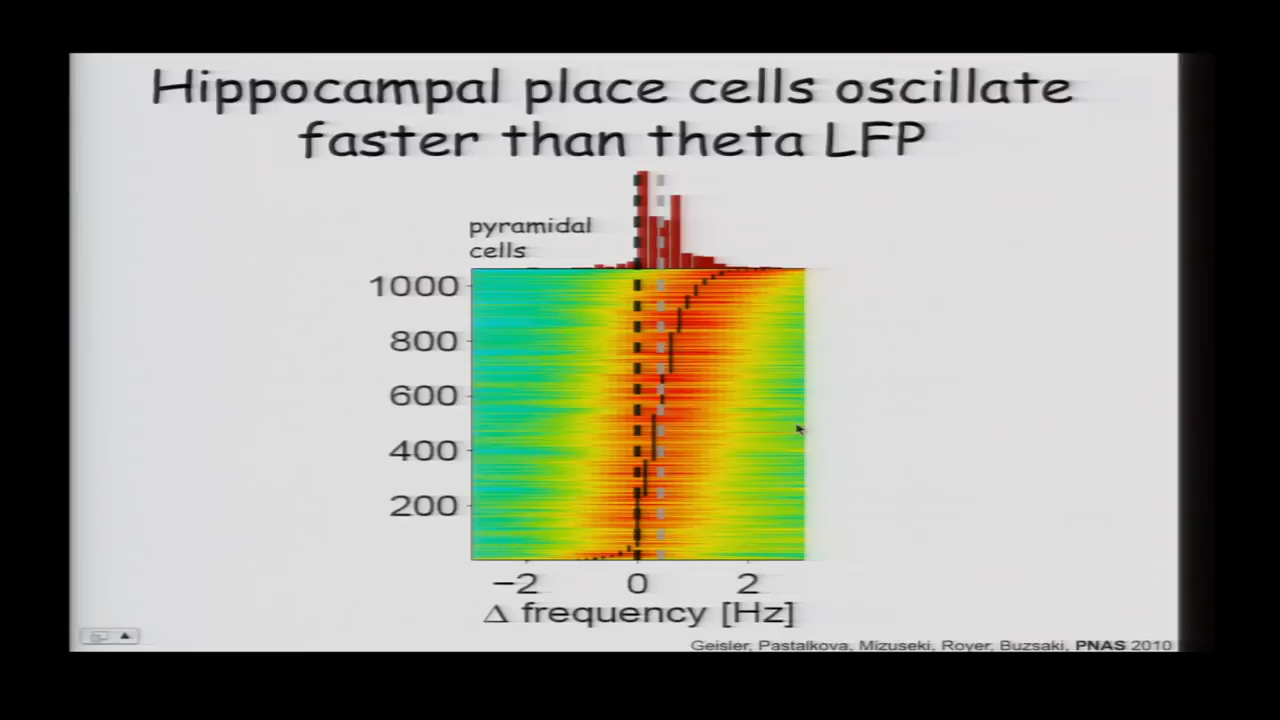 Hippocampal place cells oscillate
faster than theta LFP
pyramidal
cells
1000
800
600
400
200
−2 0 2
Δ frequency [Hz]
Geisler, Pastalkova, Mizuseki, Royer, Buzsaki, PNAS 2010